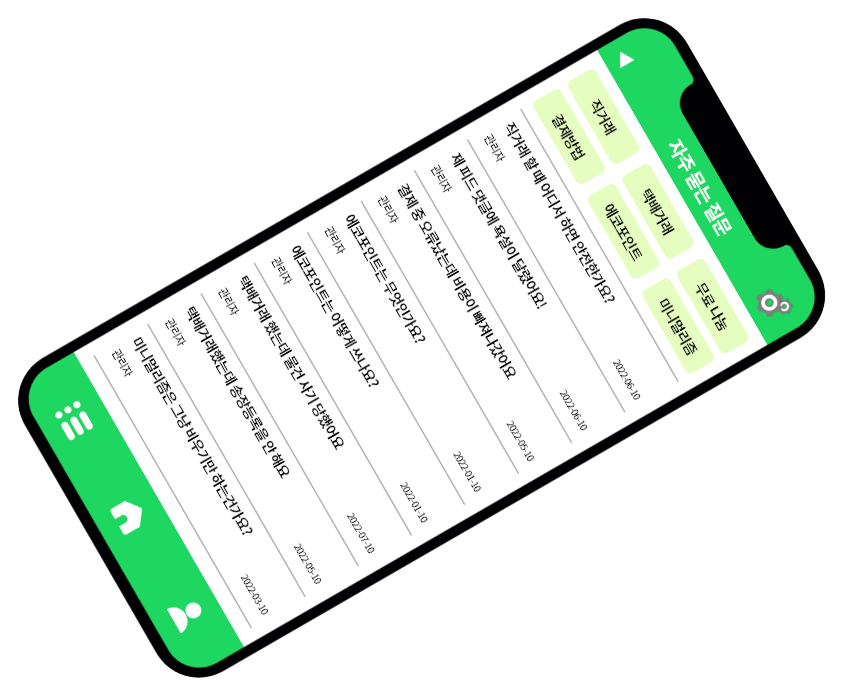 자주 묻는 질문
직거래 택배거래 무료 나눔
결제방법 에코포인트 미니멀리즘
직거래 할 때 어디서 하면 안전한가요?
관리자 2022-06-10
제 피드 댓글에 욕설이 달렸어요!
관리자 2022-06-10
결제 중 오류났는데 비용이 빠져나갔어요
관리자 2022-05-10
에코포인트는 무엇인가요?
관리자 2022-01-10
에코포인트는 어떻게 쓰나요?
관리자 2022-01-10
택배거래 했는데 물건 사기 당했어요
관리자 2022-07-10
택배거래했는데 송장등록을 안 해요
관리자 2022-05-10
미니멀리즘은 그냥 비우기만 하는건가요?
관리자 2022-03-10